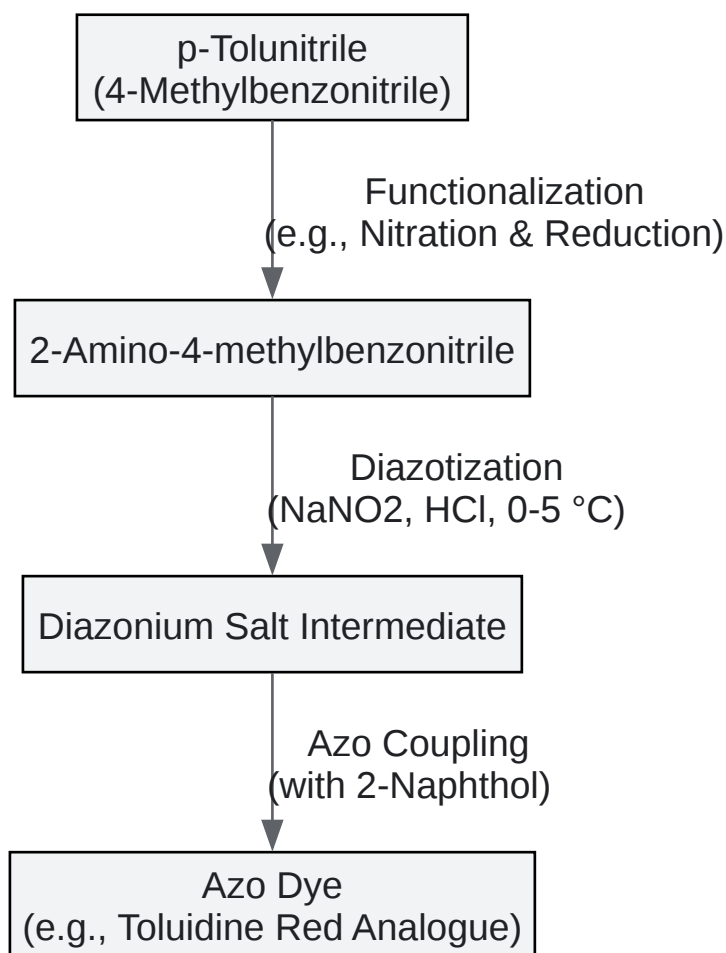 p-Tolunitrile
(4-Methylbenzonitrile)
Functionalization
(e.g., Nitration & Reduction)
2-Amino-4-methylbenzonitrile
Diazotization
(NaNO2, HCl, 0-5 °C)
Diazonium Salt Intermediate
Azo Coupling
(with 2-Naphthol)
Azo Dye
(e.g., Toluidine Red Analogue)